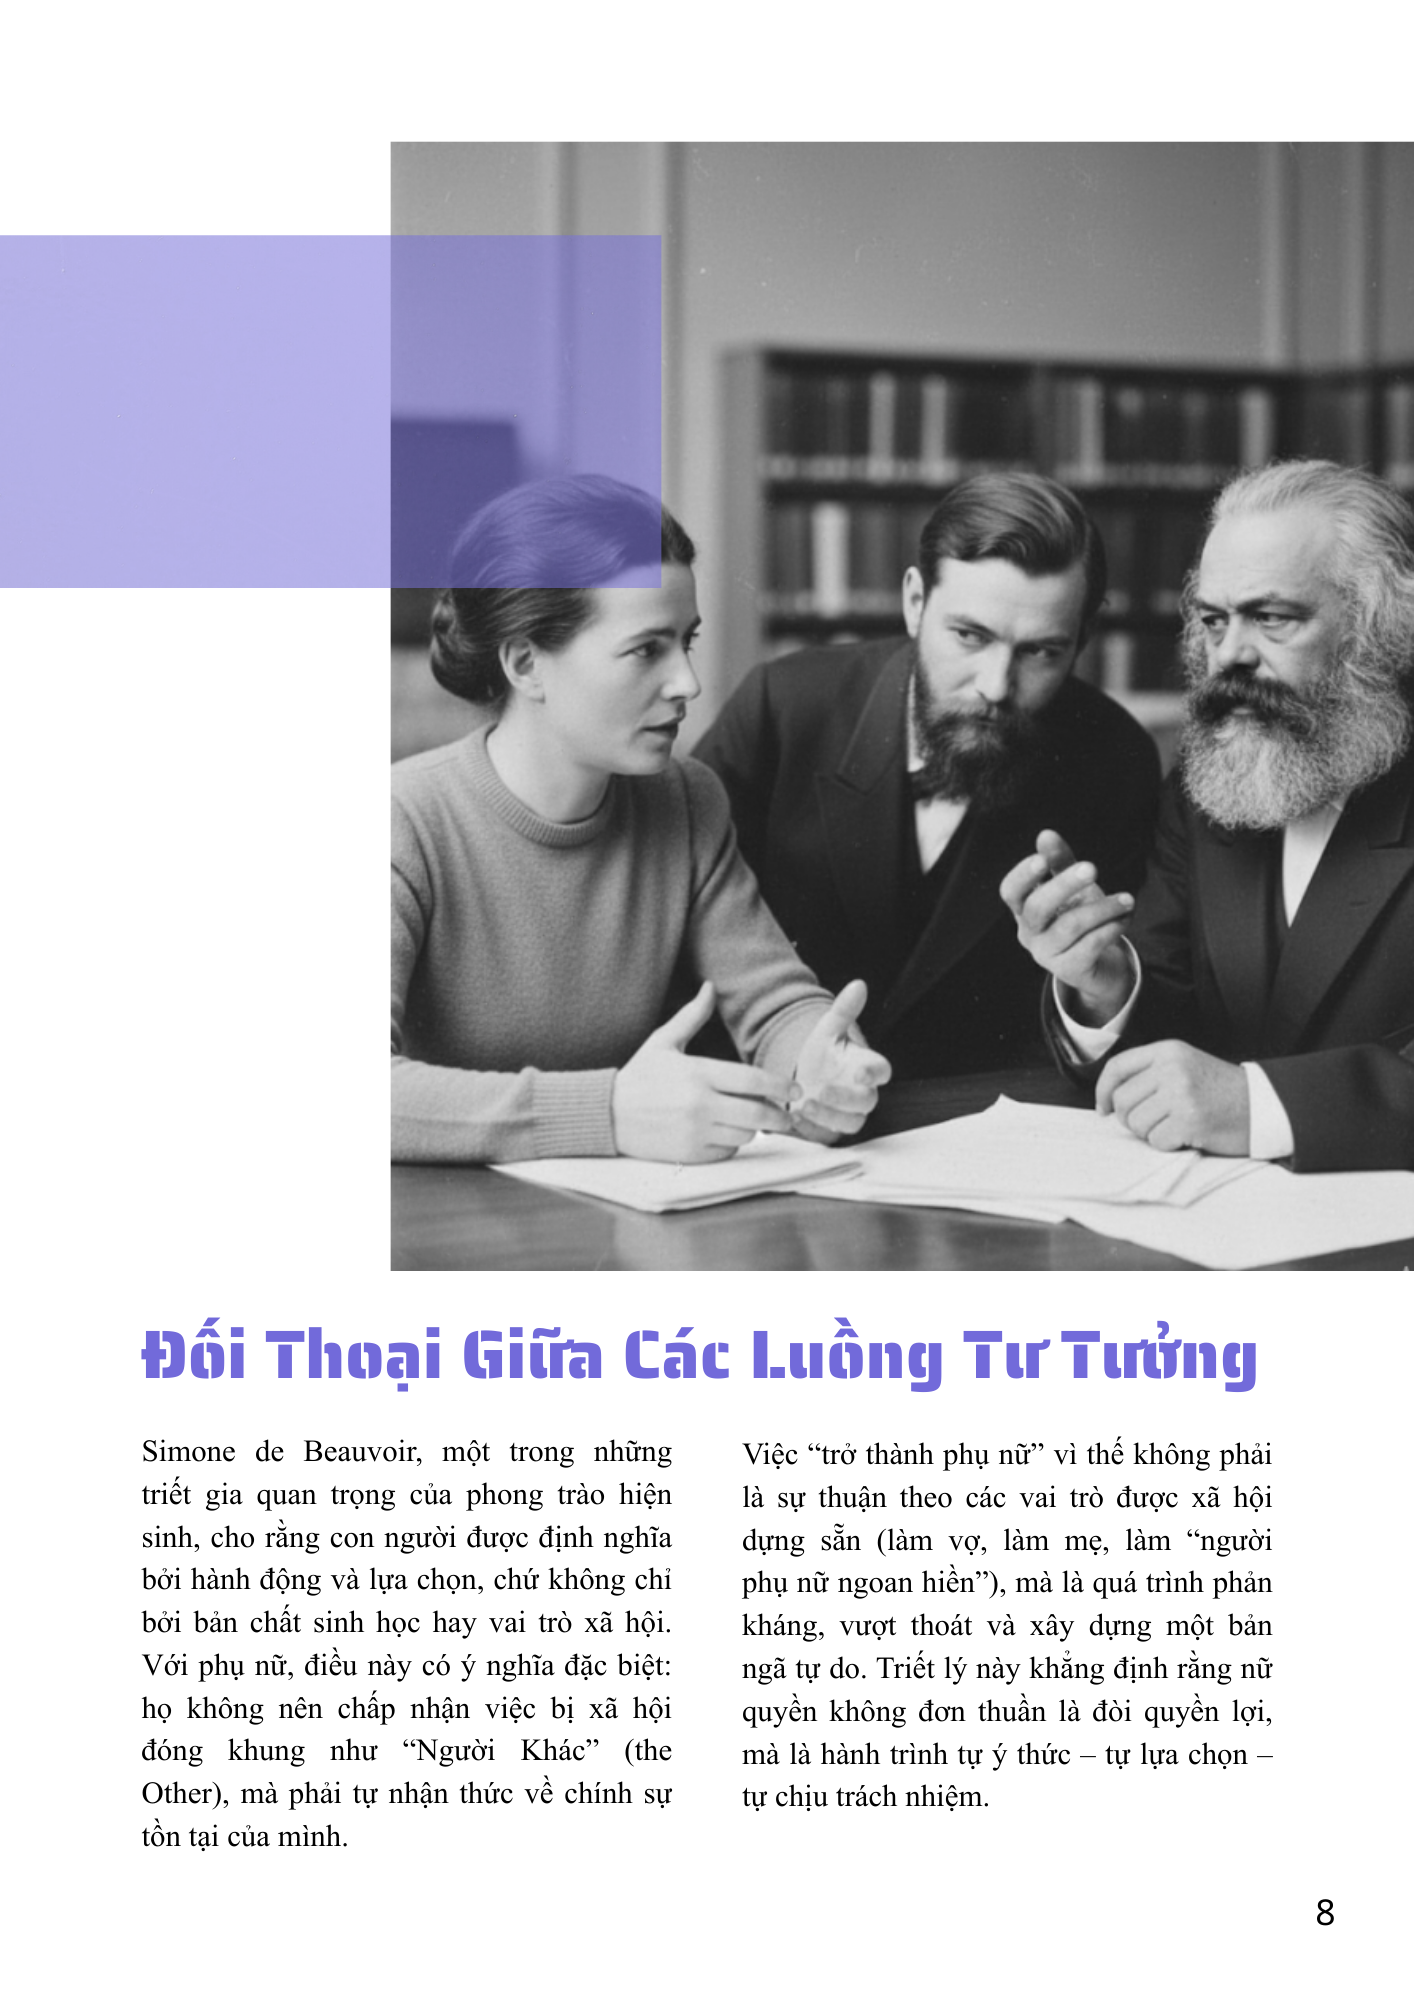 Đối Thoại Giữa Các Luồng Tư Tưởng
Simone de Beauvoir, một trong những
triết gia quan trọng của phong trào hiện
sinh, cho rằng con người được định nghĩa
bởi hành động và lựa chọn, chứ không chỉ
bởi bản chất sinh học hay vai trò xã hội.
Với phụ nữ, điều này có ý nghĩa đặc biệt:
họ không nên chấp nhận việc bị xã hội
đóng khung như “Người Khác” (the
Other), mà phải tự nhận thức về chính sự
tồn tại của mình.
Việc “trở thành phụ nữ” vì thế không phải
là sự thuận theo các vai trò được xã hội
dựng sẵn (làm vợ, làm mẹ, làm “người
phụ nữ ngoan hiền”), mà là quá trình phản
kháng, vượt thoát và xây dựng một bản
ngã tự do. Triết lý này khẳng định rằng nữ
quyền không đơn thuần là đòi quyền lợi,
mà là hành trình tự ý thức – tự lựa chọn –
tự chịu trách nhiệm.
8